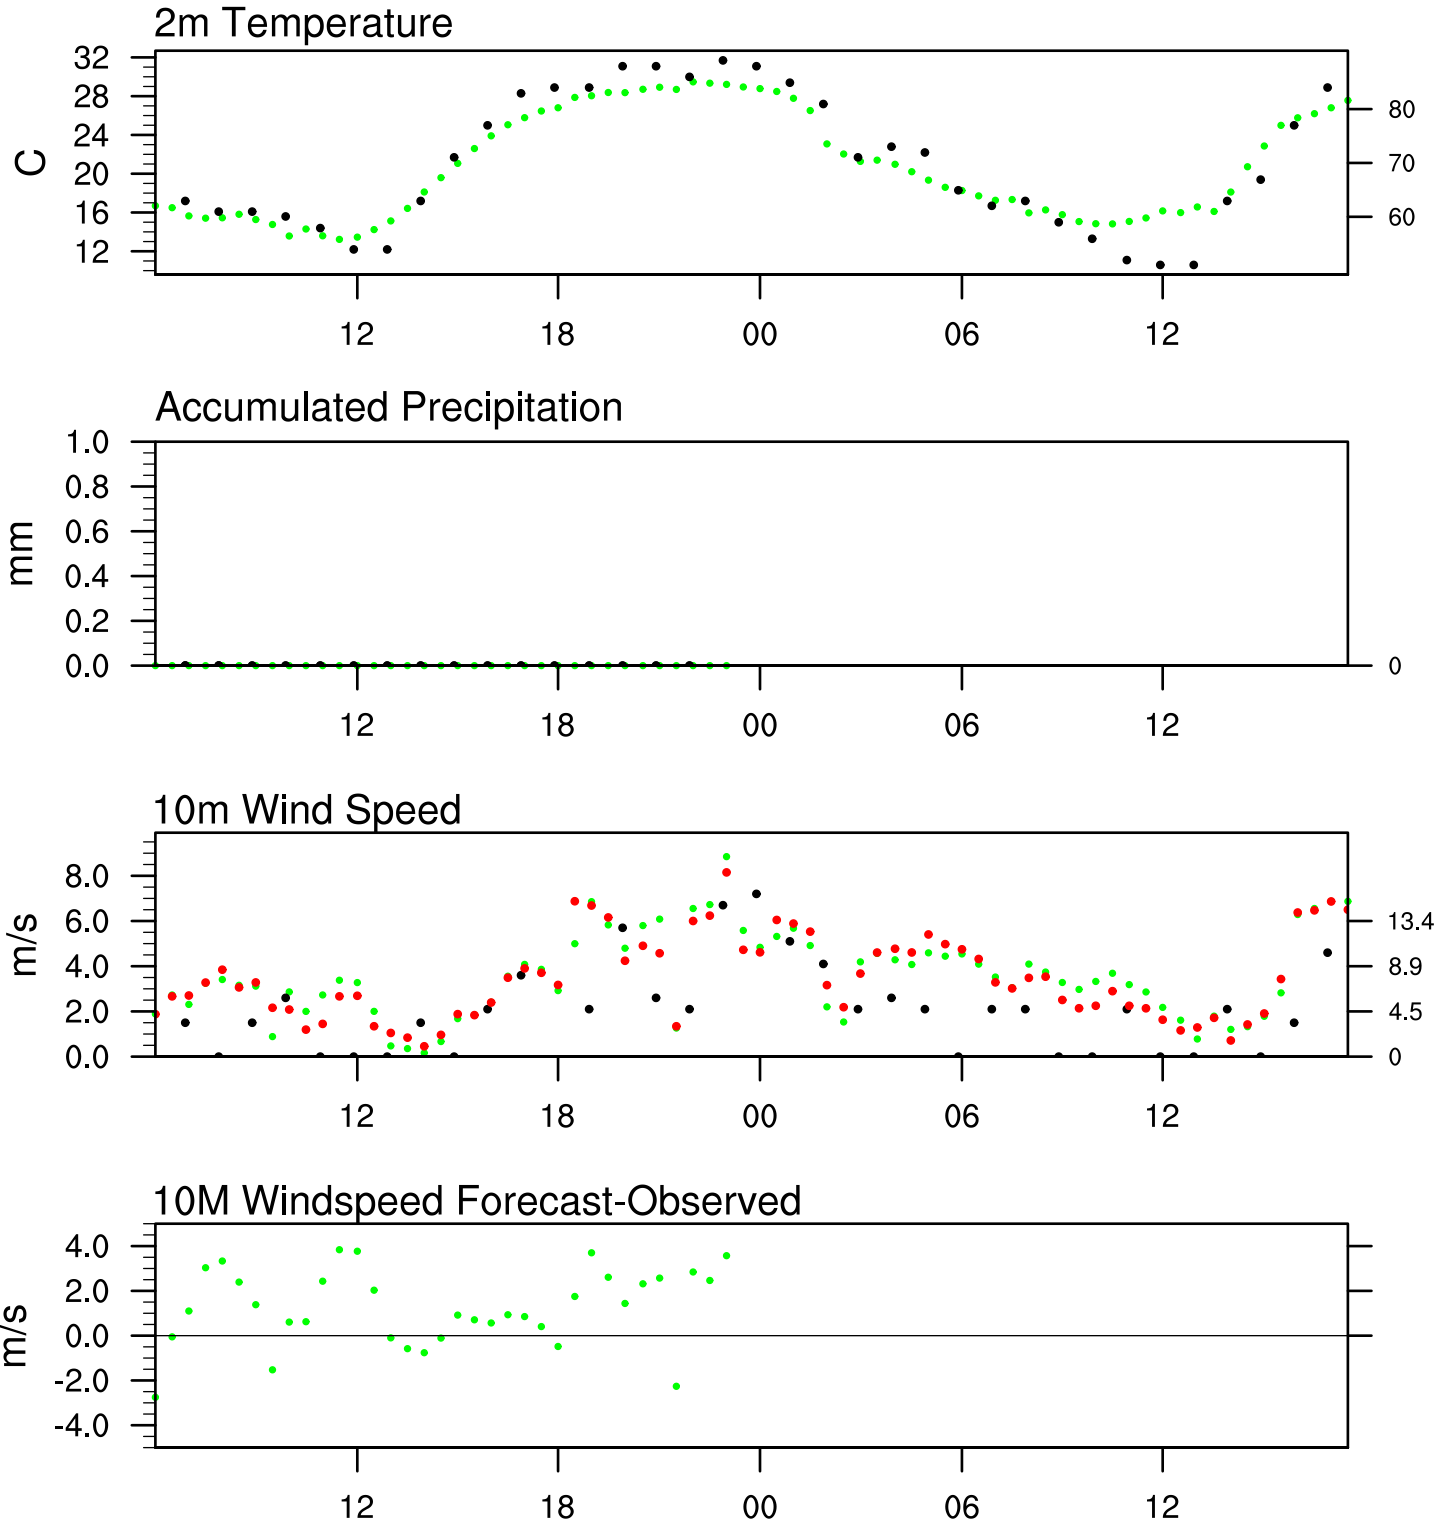 2m Temperature
32
28
24
20
16
12
C
80
70
60
12 18 00 06 12
Accumulated Precipitation
1.0
0.8
0.6
0.4
0.2
0.0
mm
0
12 18 00 06 12
10m Wind Speed
8.0
6.0
4.0
2.0
0.0
m/s
13.4
8.9
4.5
0
12 18 00 06 12
10M Windspeed Forecast-Observed
4.0
2.0
0.0
-2.0
-4.0
m/s
12 18 00 06 12